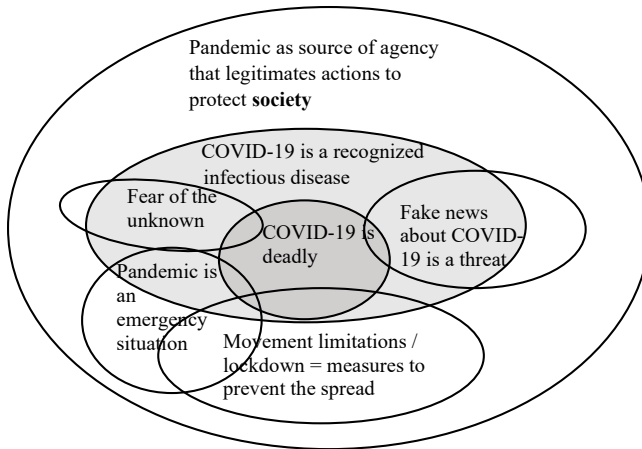 Pandemic as source of agency
that legitimates actions to
protect society
COVID-19 is a recognized
infectious disease
Fear of the
unknown
COVID-19 is
deadly
Fake news
about COVID-
19 is a threat
Pandemic is
an
emergency
situation
Movement limitations /
lockdown = measures to
prevent the spread